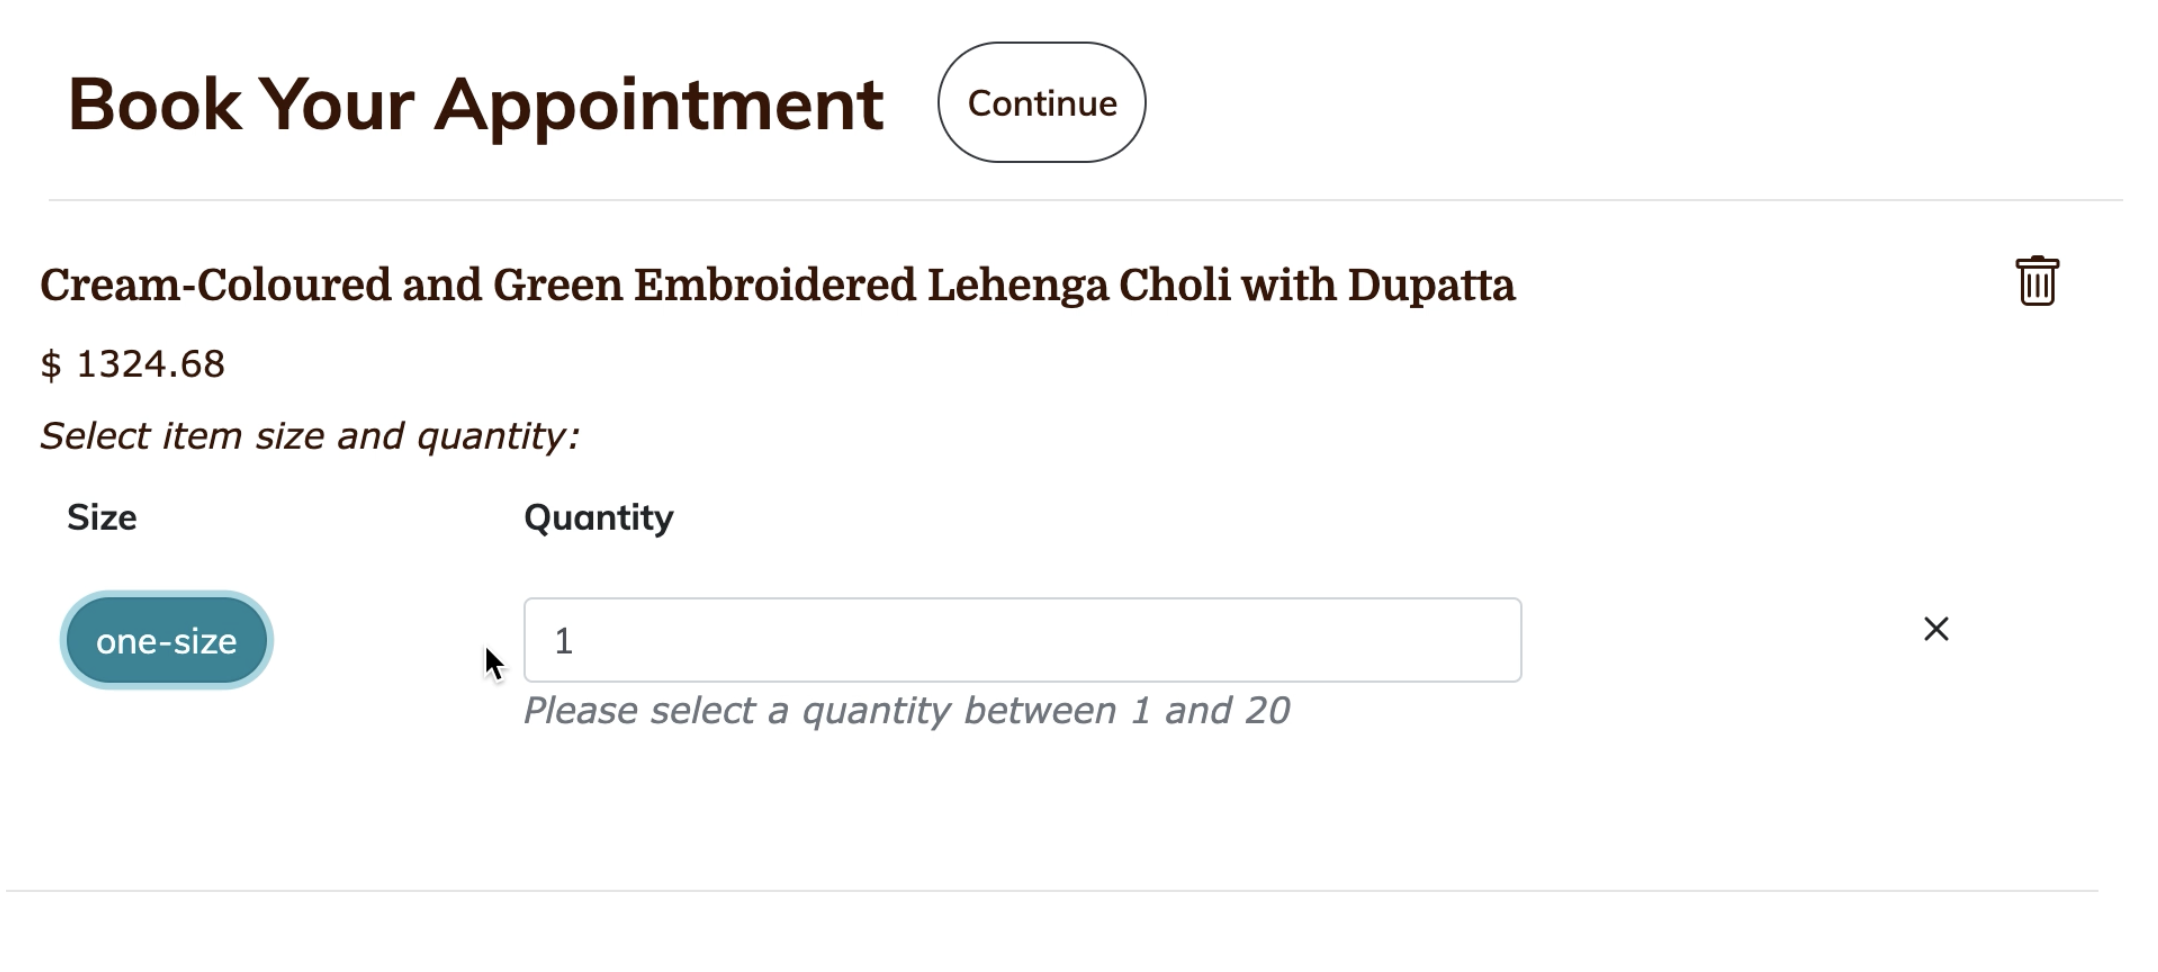 Book Your Appointment Continue
Cream-Coloured and Green Embroidered Lehenga Choli with Dupatta
$ 1324.68
Select item size and quantity:
Size Quantity
one-size 1
Please select a quantity between 1 and 20